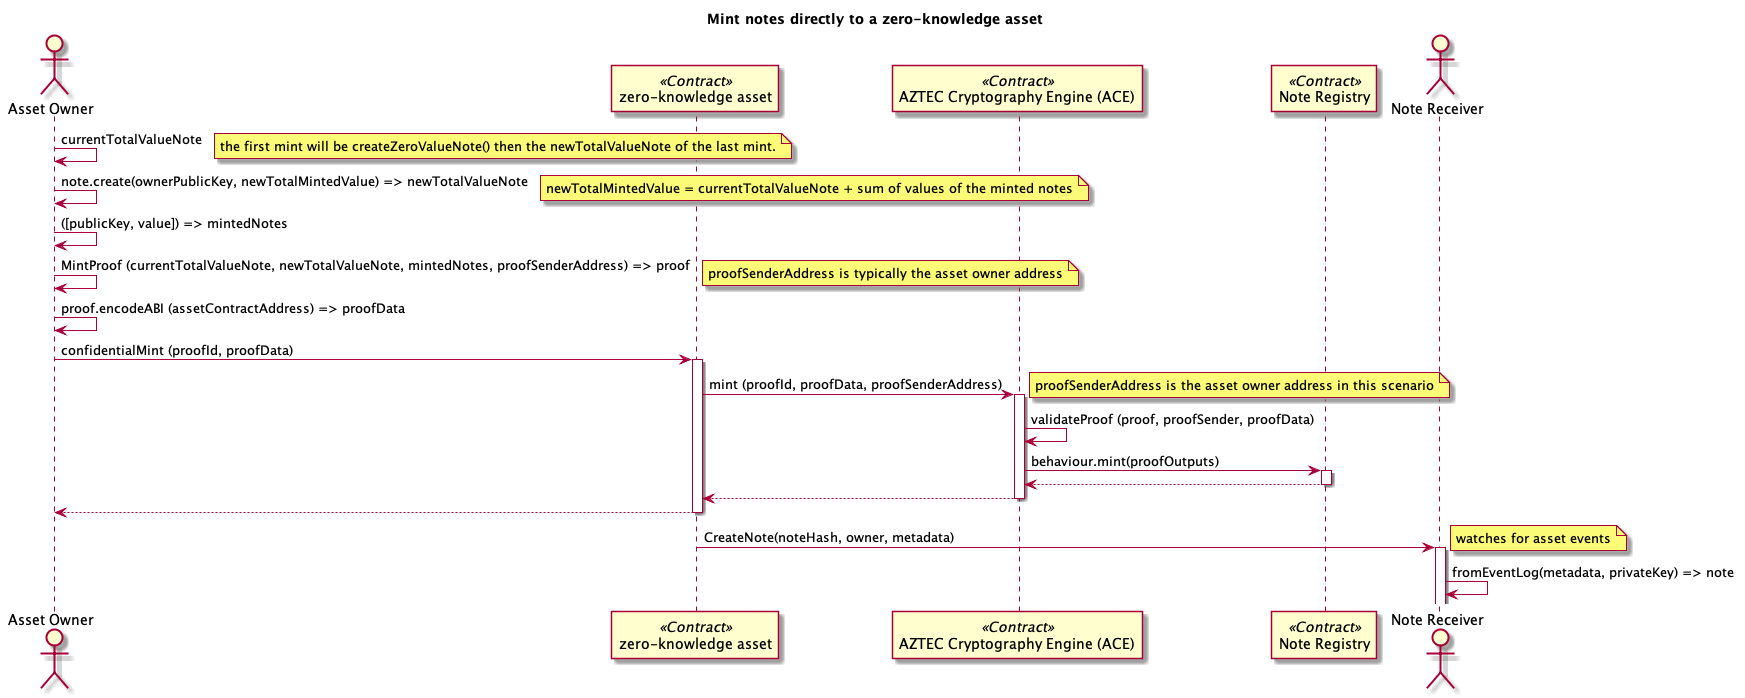 Mint notes directly to a zero-knowledge asset
Asset Owner
«Contract»
zero-knowledge asset
«Contract»
AZTEC Cryptography Engine (ACE)
«Contract»
Note Registry
Note Receiver
currentTotalValueNote
the first mint will be createZeroValueNote() then the newTotalValueNote of the last mint.
note.create(ownerPublicKey, newTotalMintedValue) => newTotalValueNote
newTotalMintedValue = currentTotalValueNote + sum of values of the minted notes
([publicKey, value]) => mintedNotes
MintProof (currentTotalValueNote, newTotalValueNote, mintedNotes, proofSenderAddress) => proof
proofSenderAddress is typically the asset owner address
proof.encodeABI (assetContractAddress) => proofData
confidentialMint (proofId, proofData)
mint (proofId, proofData, proofSenderAddress)
proofSenderAddress is the asset owner address in this scenario
validateProof (proof, proofSender, proofData)
behaviour.mint(proofOutputs)
CreateNote(noteHash, owner, metadata)
watches for asset events
fromEventLog(metadata, privateKey) => note
Asset Owner
«Contract»
zero-knowledge asset
«Contract»
AZTEC Cryptography Engine (ACE)
«Contract»
Note Registry
Note Receiver